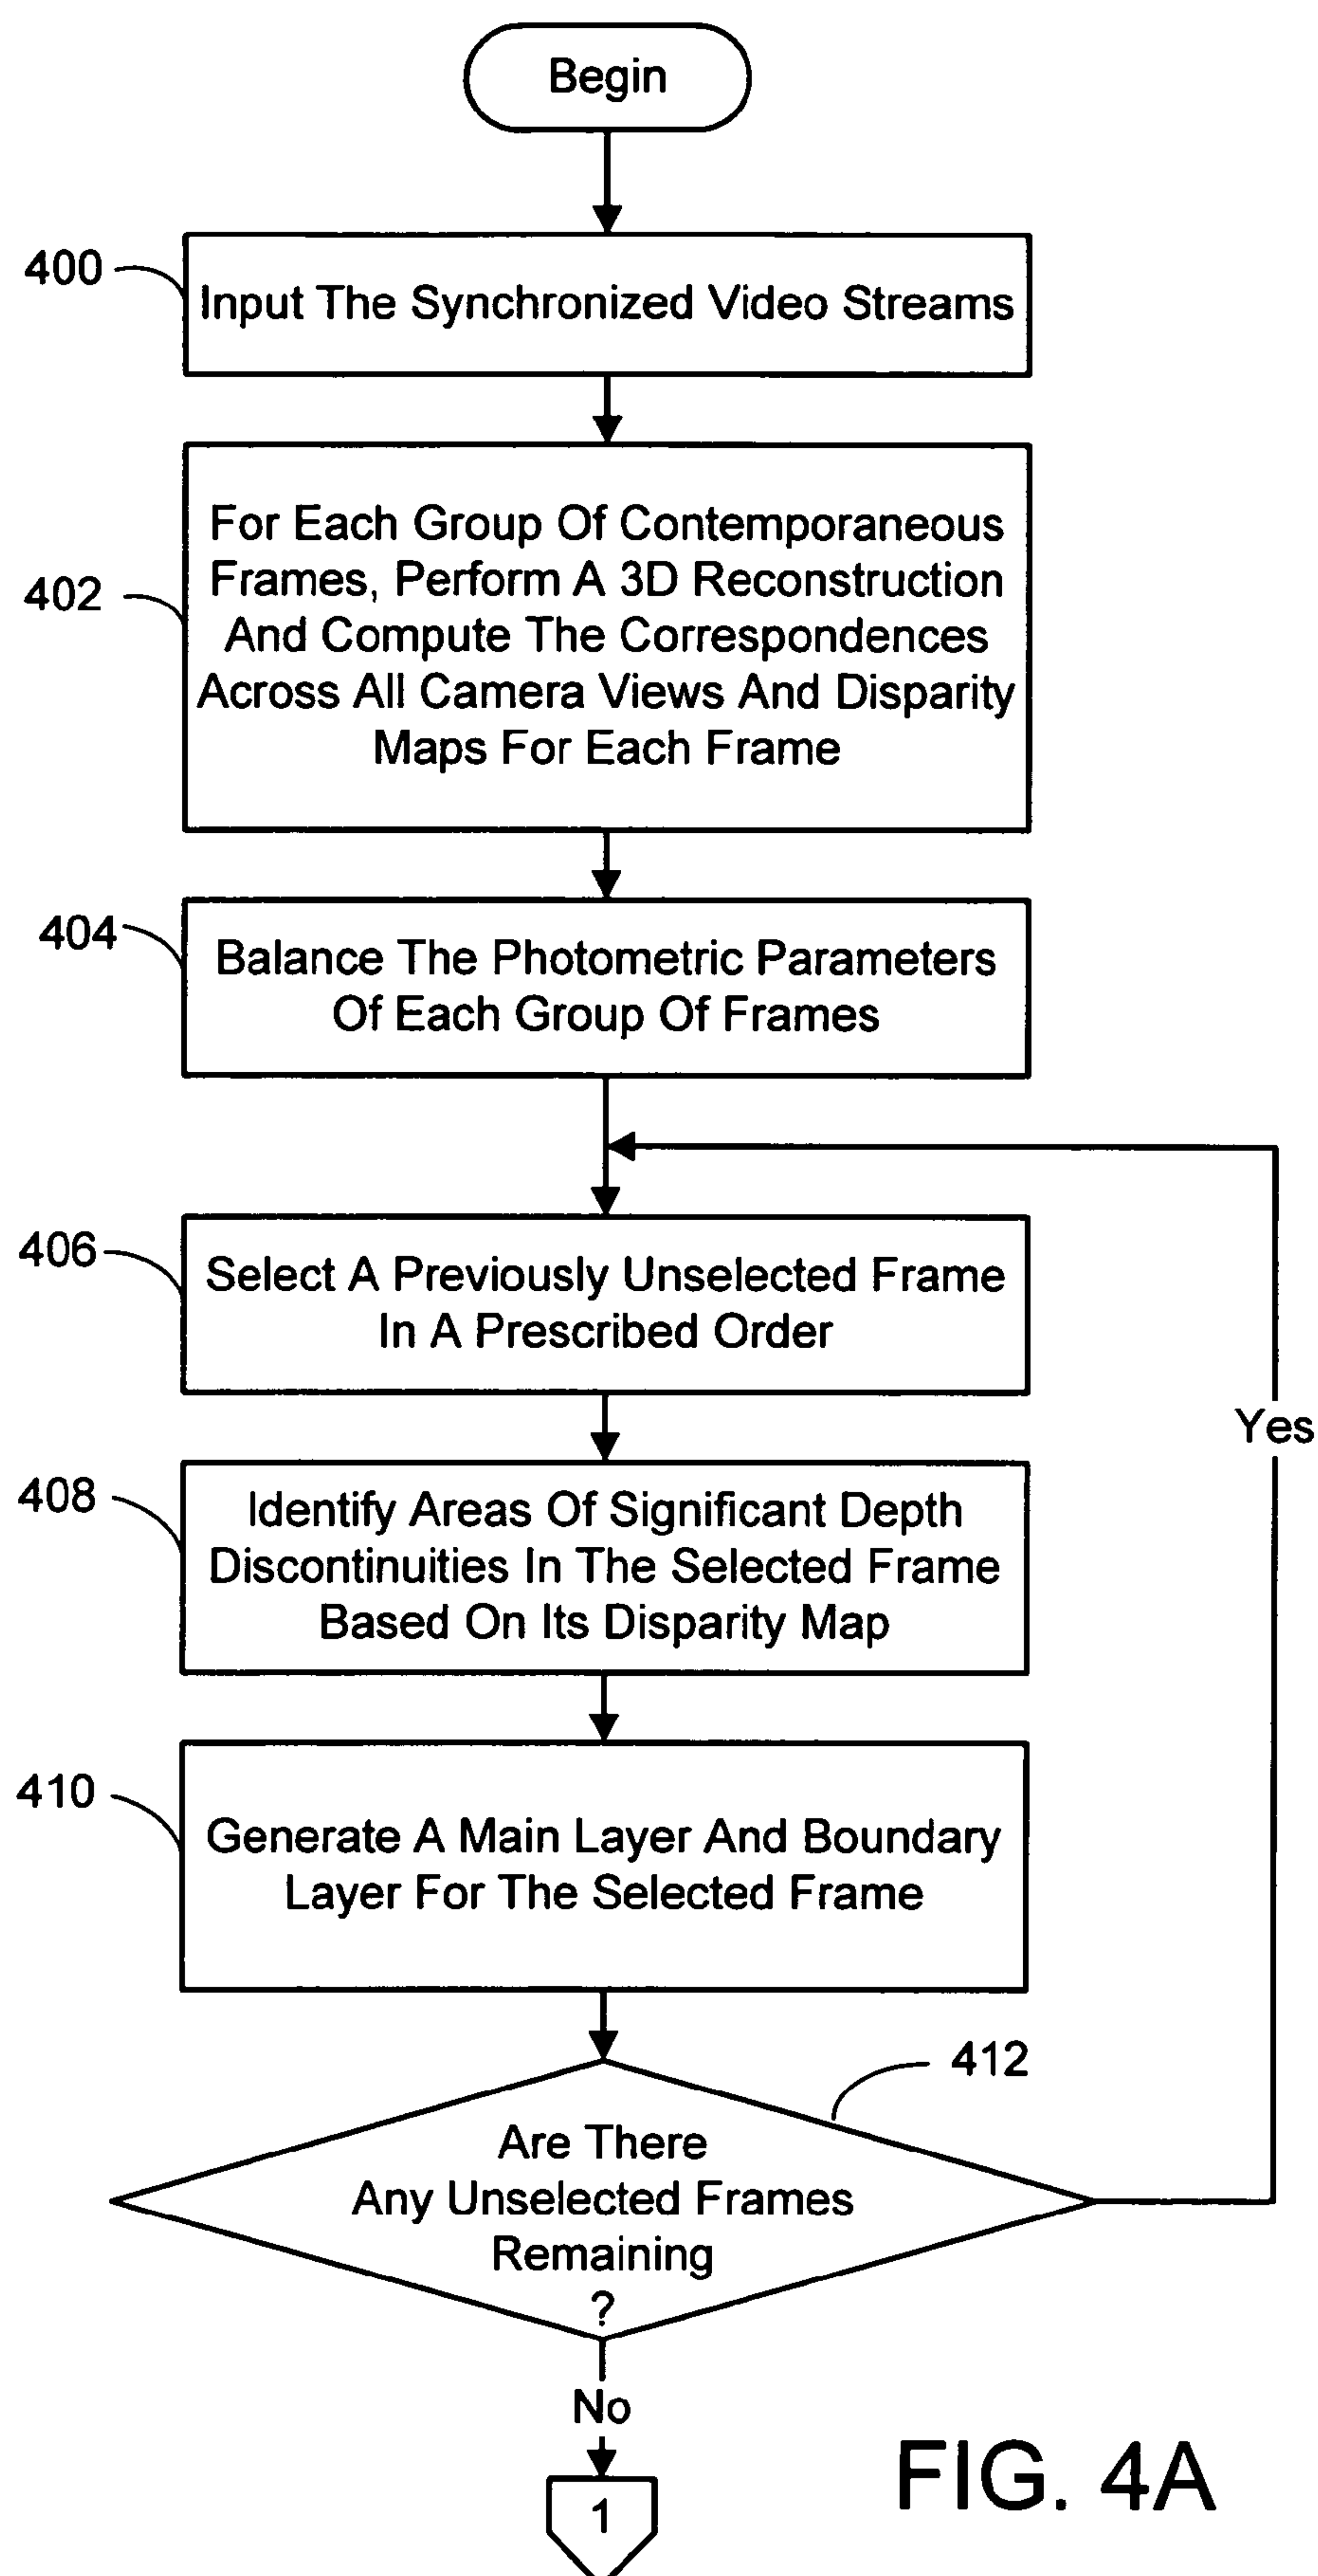 Begin
400
Input The Synchronized Video Streams
402
For Each Group Of Contemporaneous
Frames, Perform A 3D Reconstruction
And Compute The Correspondences
Across All Camera Views And Disparity
Maps For Each Frame
404
Balance The Photometric Parameters
Of Each Group Of Frames
406
Select A Previously Unselected Frame
In A Prescribed Order
Yes
408
Identify Areas Of Significant Depth
Discontinuities In The Selected Frame
Based On Its Disparity Map
410
Generate A Main Layer And Boundary
Layer For The Selected Frame
412
Are There
Any Unselected Frames
Remaining
?
No
1
FIG. 4A